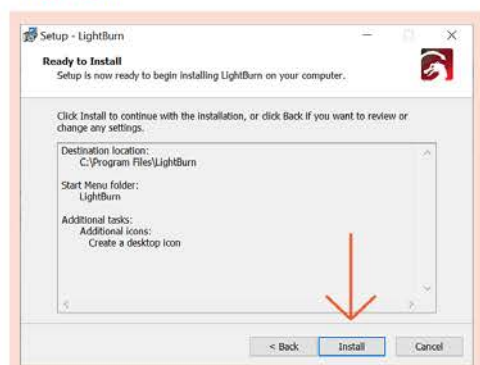 Setup - LightBurn
Ready to Install
Setup is now ready to begin installing LightBurn on your computer.
Click Install to continue with the installation, or click Back if you want to review or
change any settings.
Destination location:
C:\Program Files\LightBurn
Start Menu folder:
LightBurn
Additional tasks:
Additional icons:
Create a desktop icon
< Back
Install
Cancel